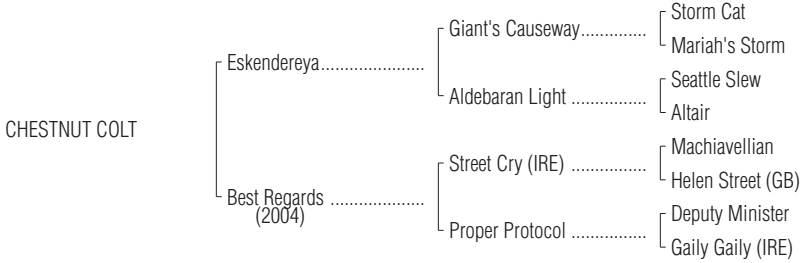 Storm Cat
Giant's Causeway..............
Mariah's Storm
Eskendereya......................
Seattle Slew
Aldebaran Light ................
Altair
CHESTNUT COLT
Machiavellian
Street Cry (IRE) ................
Helen Street (GB)
Best Regards ....................
(2004)
Deputy Minister
Proper Protocol ................
Gaily Gaily (IRE)